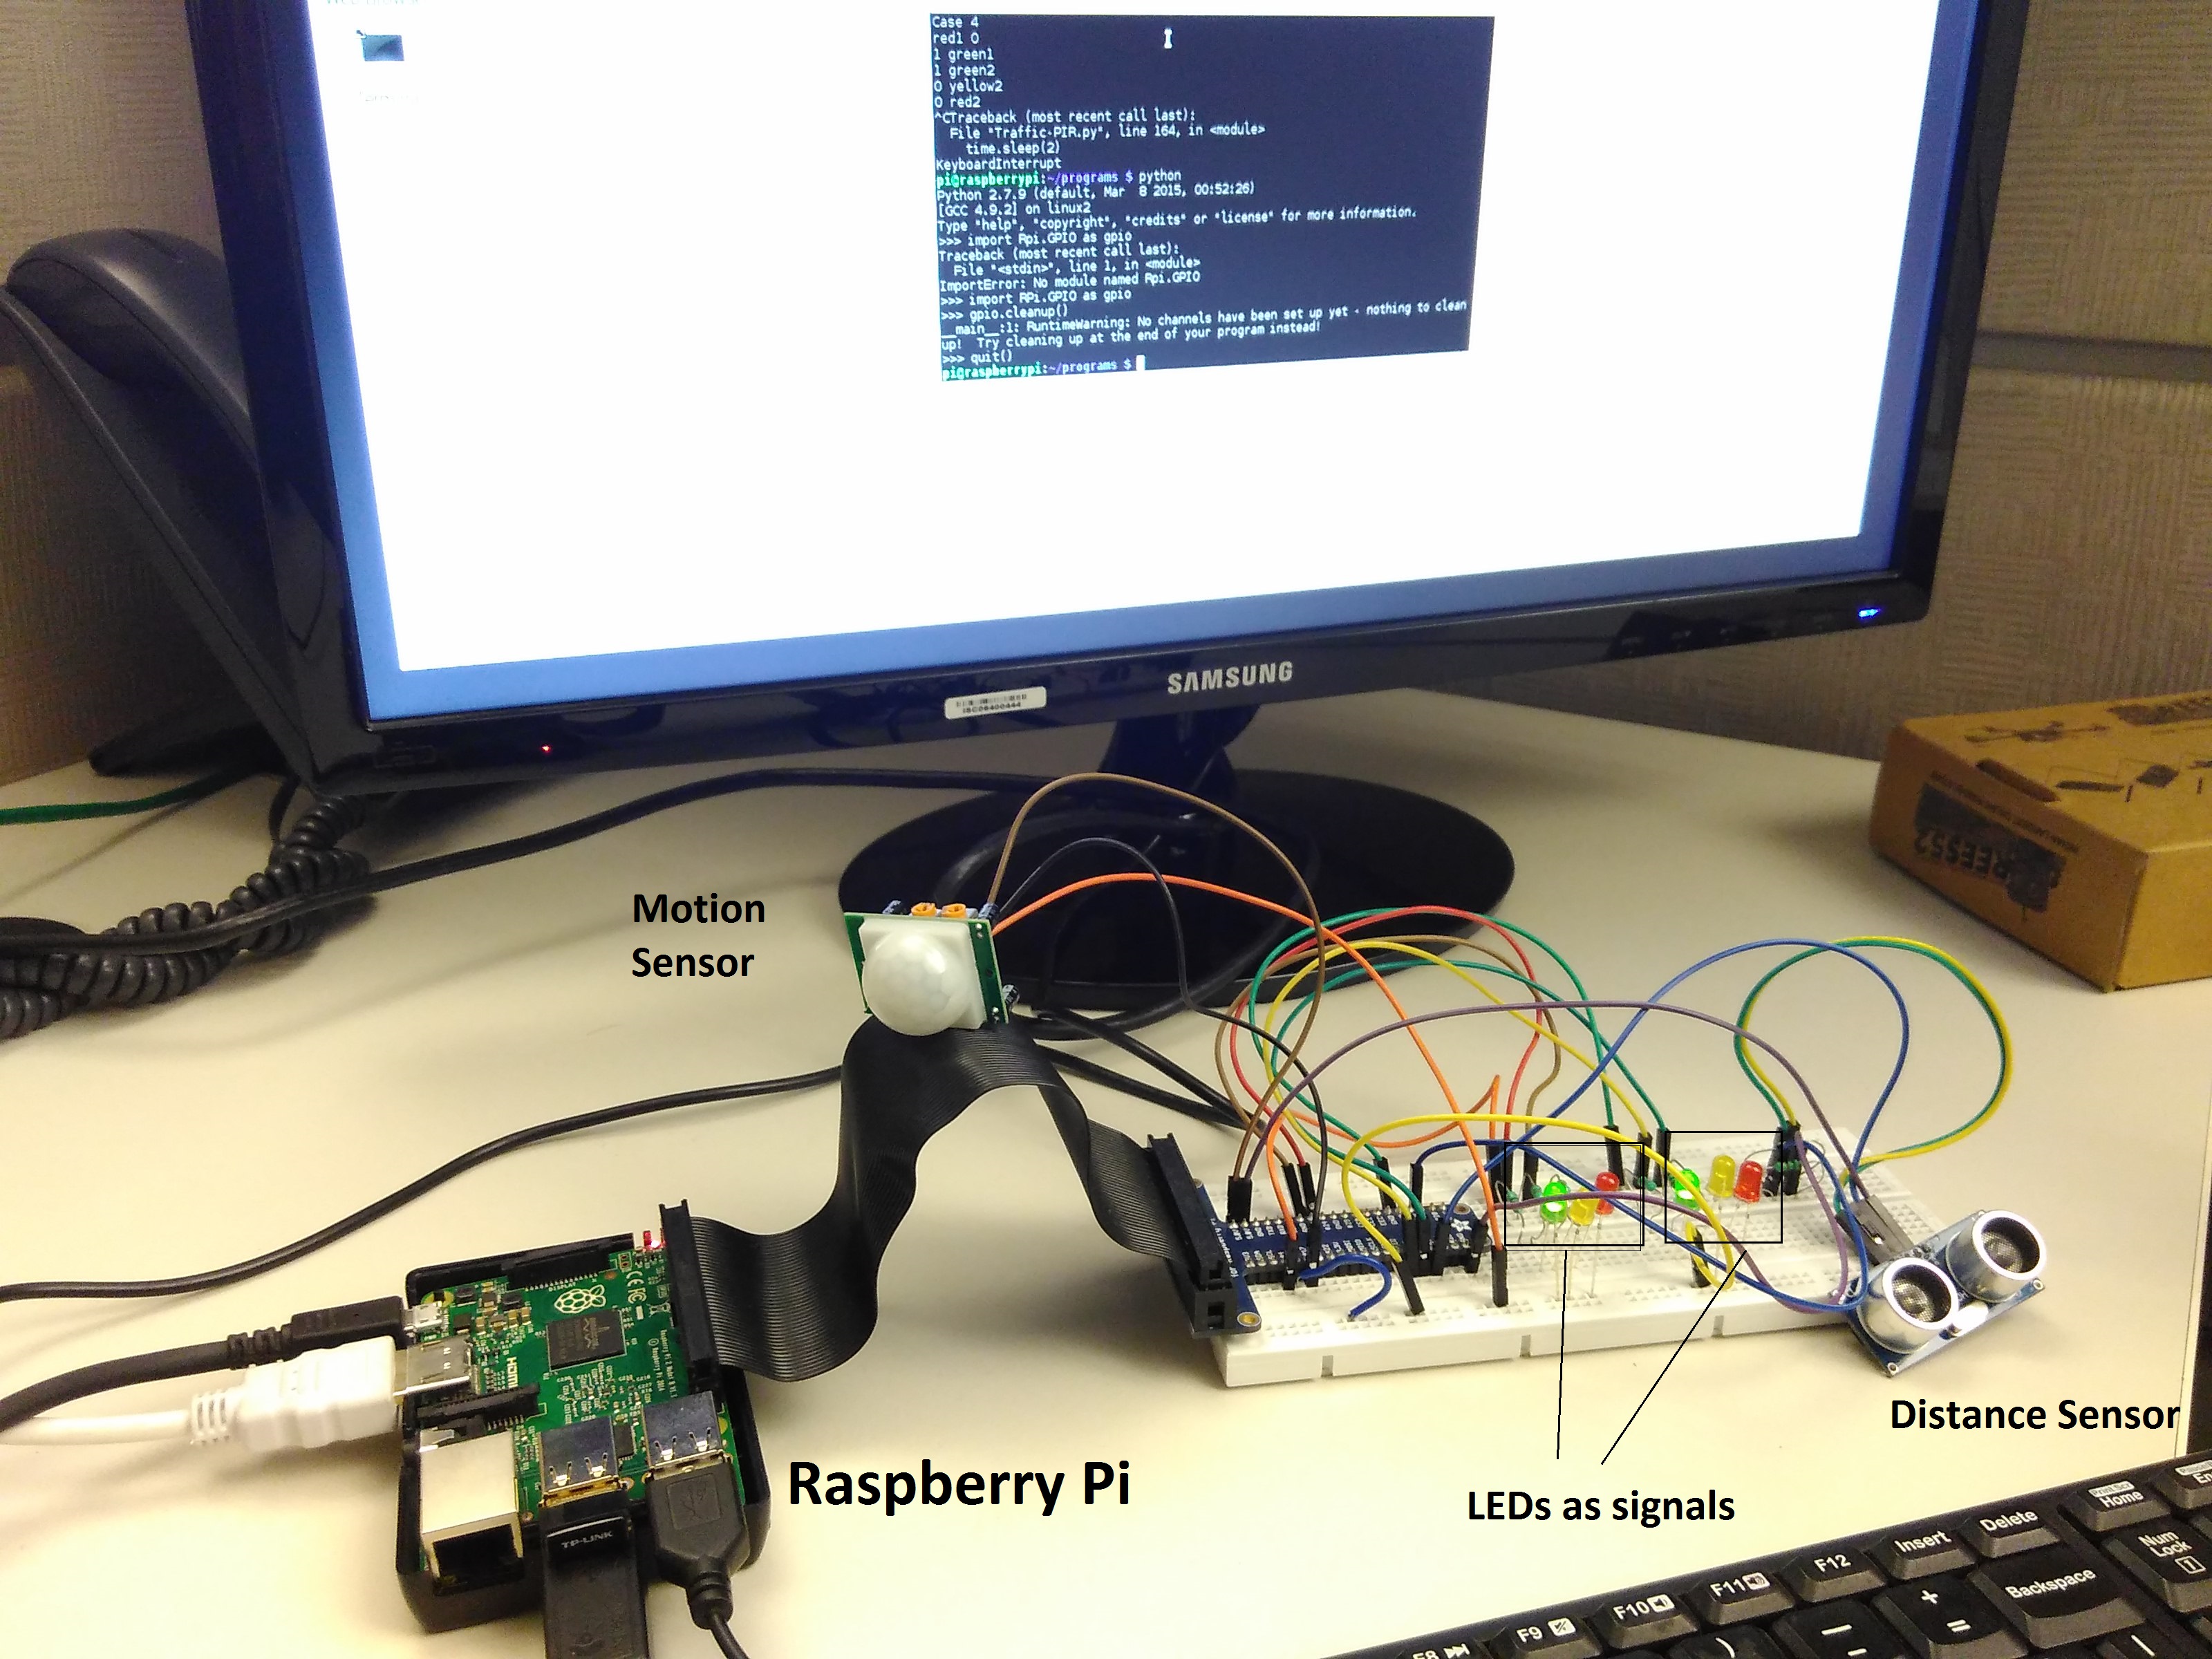 Case 4
red1 0
1 green1
1 green2
0 yellow2
0 red2
^CTraceback (most recent call last):
  File "Traffic-PIR.py", line 164, in <module>
    time.sleep(2)
KeyboardInterrupt
pi@raspberrypi:~/programs $ python
Python 2.7.9 (default, Mar  8 2015, 00:52:26)
[GCC 4.9.2] on linux2
Type "help", "copyright", "credits" or "license" for more information.
>>> import Rpi.GPIO as gpio
Traceback (most recent call last):
  File "<stdin>", line 1, in <module>
ImportError: No module named Rpi.GPIO
>>> import RPi.GPIO as gpio
>>> gpio.cleanup()
__main__:1: RuntimeWarning: No channels have been set up yet - nothing to clean
up!  Try cleaning up at the end of your program instead!
>>> quit()
pi@raspberrypi:~/programs $
SAMSUNG
Motion
Sensor
HDMI
TP-LINK
Raspberry Pi
Distance Sensor
LEDs as signals
F8
F9
F10
F11
F12
Insert
Delete
Home
Backspace
Num
Lock
1
+
=